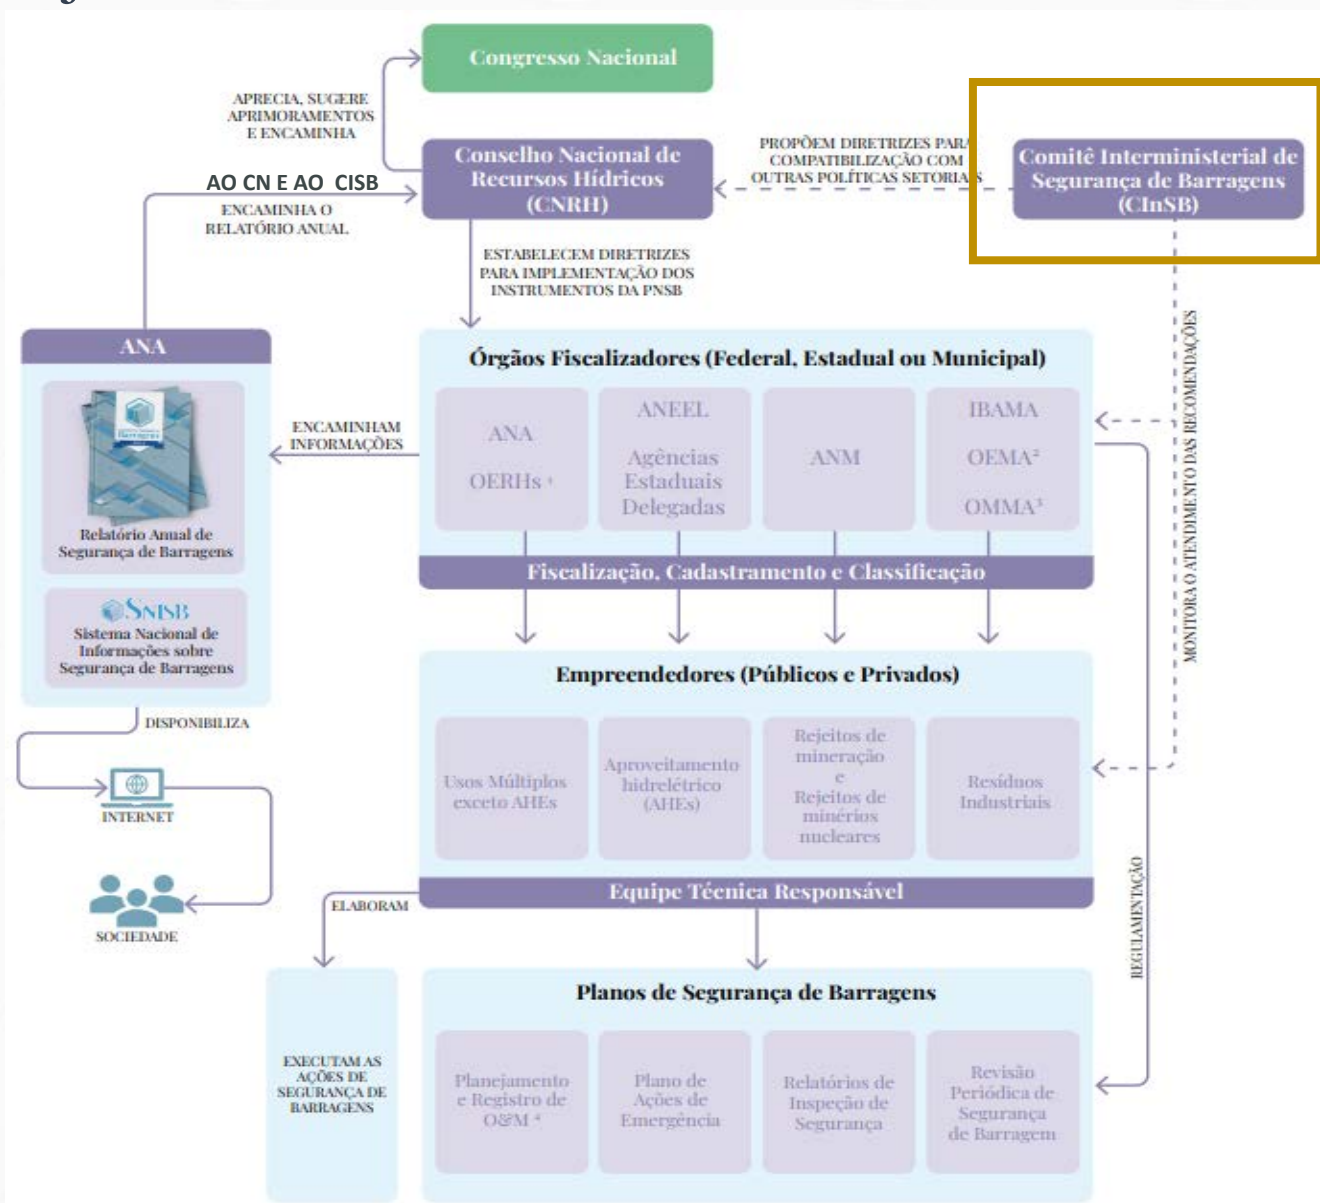 Congresso Nacional
APRECIA, SUGERE
APRIMORAMENTOS
E ENCAMINHA
Conselho Nacional de
Recursos Hídricos
(CNRH)
PROPÕEM DIRETRIZES PARA
COMPATIBILIZAÇÃO COM
OUTRAS POLÍTICAS SETORIAIS
Comitê Interministerial de
Segurança de Barragens
(CInSB)
AO CN E AO CISB
ENCAMINHA O
RELATÓRIO ANUAL
ESTABELECEM DIRETRIZES
PARA IMPLEMENTAÇÃO DOS
INSTRUMENTOS DA PNSB
ANA
Relatório Anual de
Segurança de Barragens
SNISB
Sistema Nacional de
Informações sobre
Segurança de Barragens
ENCAMINHAM
INFORMAÇÕES
Órgãos Fiscalizadores (Federal, Estadual ou Municipal)
ANA
OERHs ¹
ANEEL
Agências
Estaduais
Delegadas
ANM
IBAMA
OEMA²
OMMA³
Fiscalização, Cadastramento e Classificação
MONITORA O ATENDIMENTO DAS RECOMENDAÇÕES
Empreendedores (Públicos e Privados)
Usos Múltiplos
exceto AHEs
Aproveitamento
hidrelétrico
(AHEs)
Rejeitos de
mineração
e
Rejeitos de
minérios
nucleares
Resíduos
Industriais
Equipe Técnica Responsável
DISPONIBILIZA
INTERNET
SOCIEDADE
ELABORAM
REGULAMENTAÇÃO
EXECUTAM AS
AÇÕES DE
SEGURANÇA DE
BARRAGENS
Planos de Segurança de Barragens
Planejamento
e Registro de
O&M ⁴
Plano de
Ações de
Emergência
Relatórios de
Inspeção de
Segurança
Revisão
Periódica de
Segurança
de Barragem